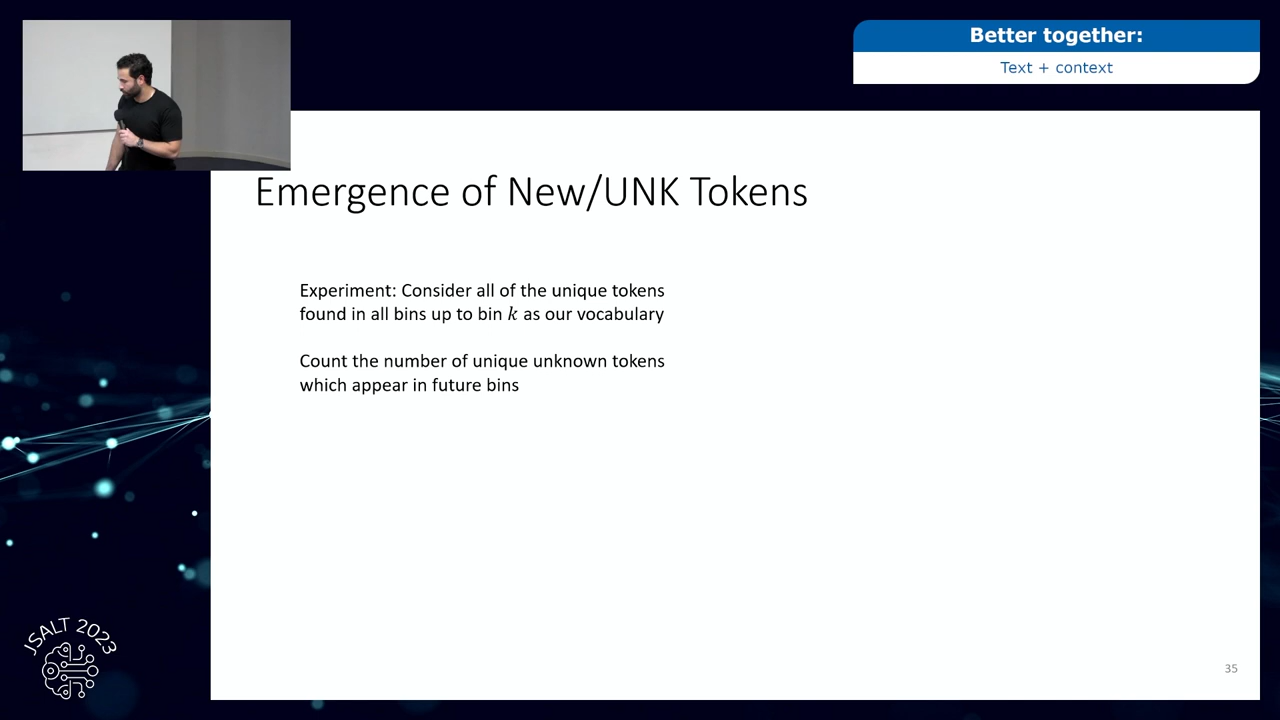 Better together:
Text + context
Emergence of New/UNK Tokens
Experiment: Consider all of the unique tokens
found in all bins up to bin k as our vocabulary
Count the number of unique unknown tokens
which appear in future bins
35
JSALT 2023